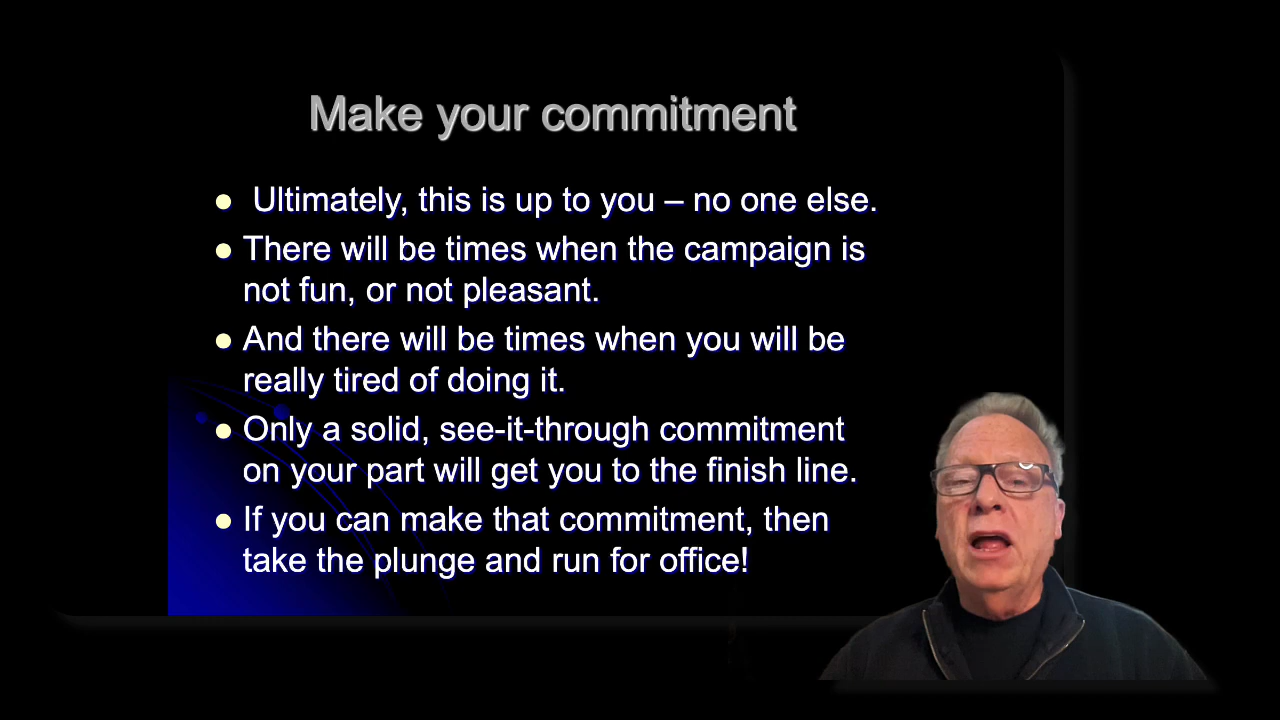 Make your commitment
Ultimately, this is up to you – no one else.
There will be times when the campaign is
not fun, or not pleasant.
And there will be times when you will be
really tired of doing it.
Only a solid, see-it-through commitment
on your part will get you to the finish line.
If you can make that commitment, then
take the plunge and run for office!